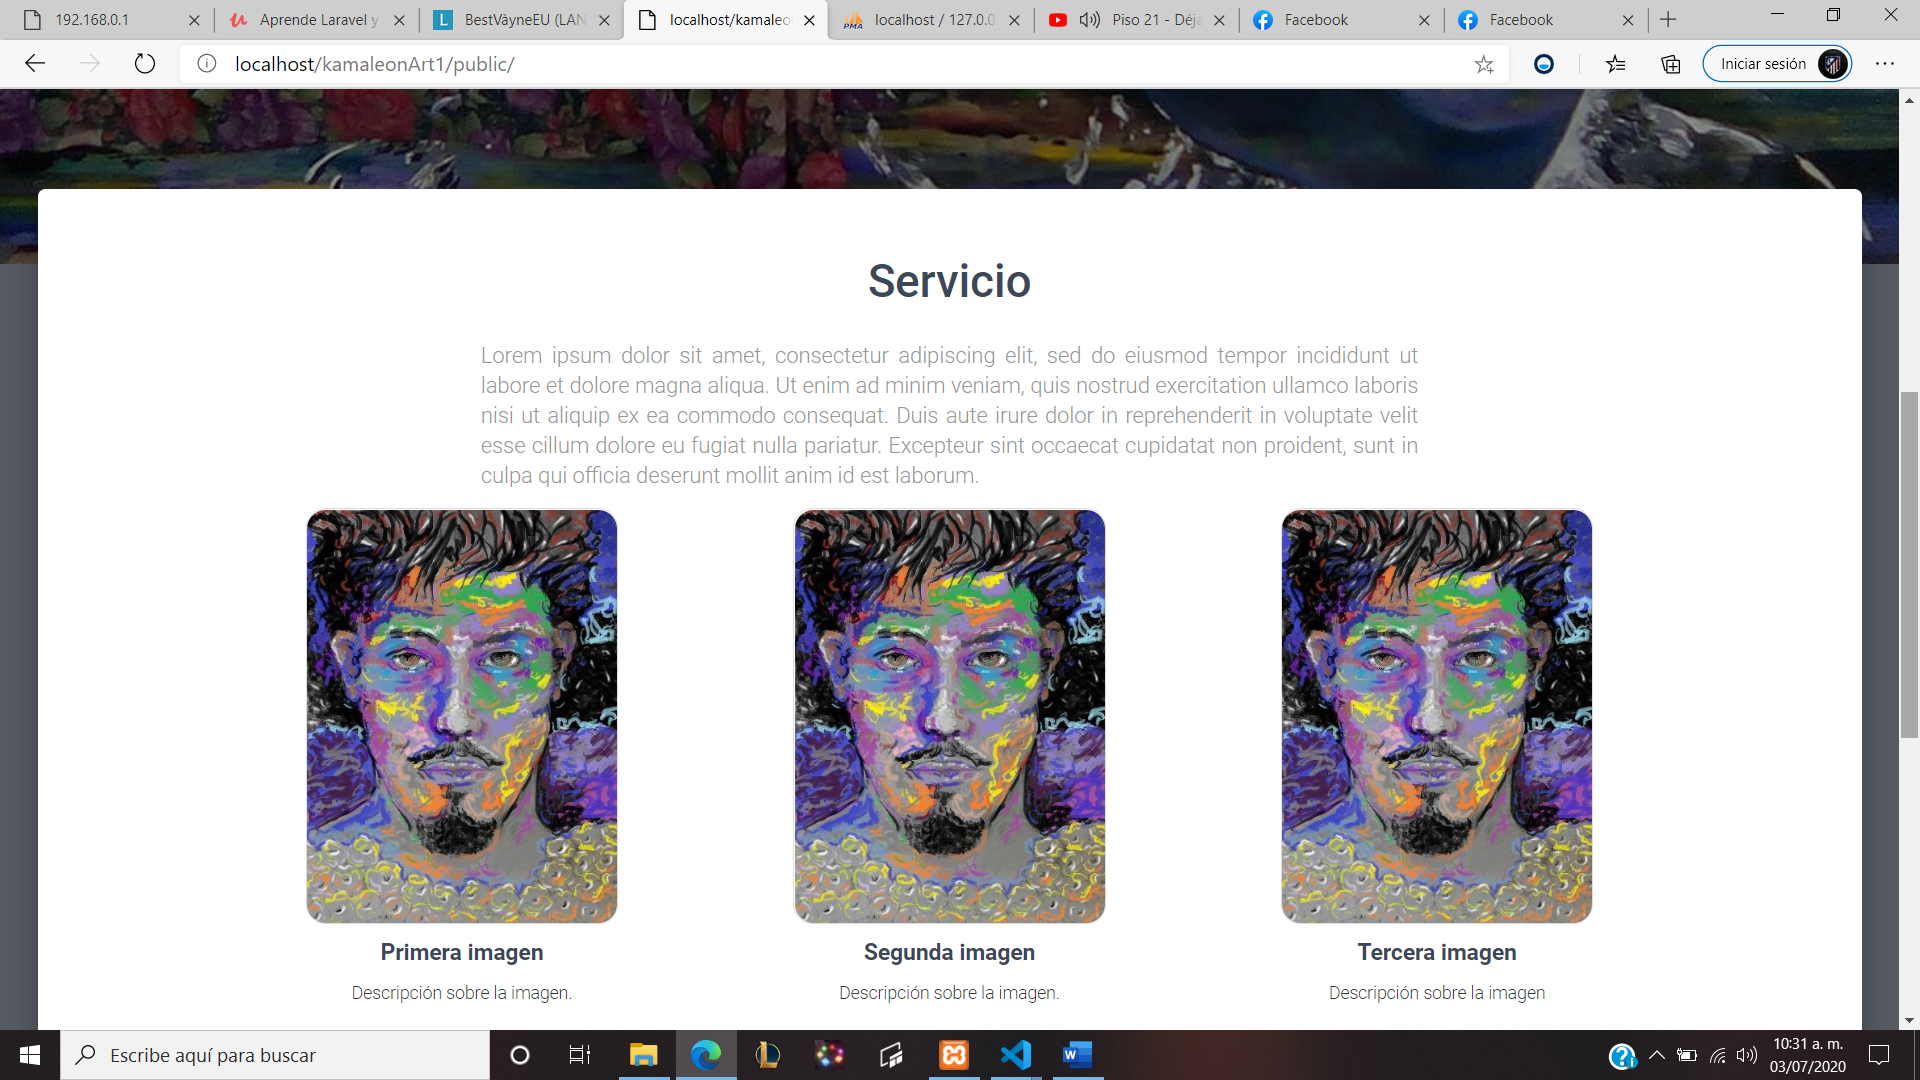 192.168.0.1
Aprende Laravel y
BestVàyneEU (LAN
localhost/kamaleo
localhost / 127.0.0
Piso 21 - Déja
Facebook
Facebook
localhost/kamaleonArt1/public/
Iniciar sesión
Servicio
Lorem ipsum dolor sit amet, consectetur adipiscing elit, sed do eiusmod tempor incididunt ut
labore et dolore magna aliqua. Ut enim ad minim veniam, quis nostrud exercitation ullamco laboris
nisi ut aliquip ex ea commodo consequat. Duis aute irure dolor in reprehenderit in voluptate velit
esse cillum dolore eu fugiat nulla pariatur. Excepteur sint occaecat cupidatat non proident, sunt in
culpa qui officia deserunt mollit anim id est laborum.
Primera imagen
Segunda imagen
Tercera imagen
Descripción sobre la imagen.
Descripción sobre la imagen.
Descripción sobre la imagen
Escribe aquí para buscar
10:31 a. m.
03/07/2020